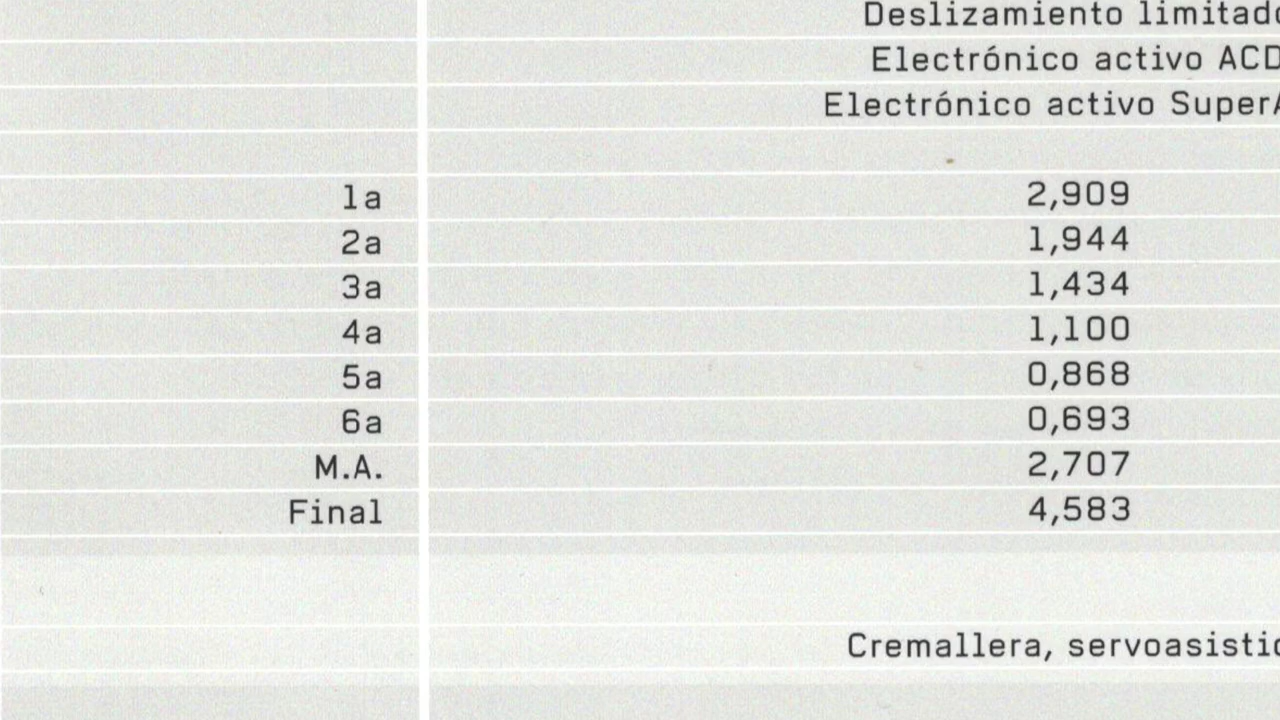 Deslizamiento limitado
Electrónico activo ACD
Electrónico activo Super
1a 2,909
2a 1,944
3a 1,434
4a 1,100
5a 0,868
6a 0,693
M.A. 2,707
Final 4,583
Cremallera, servoasistid